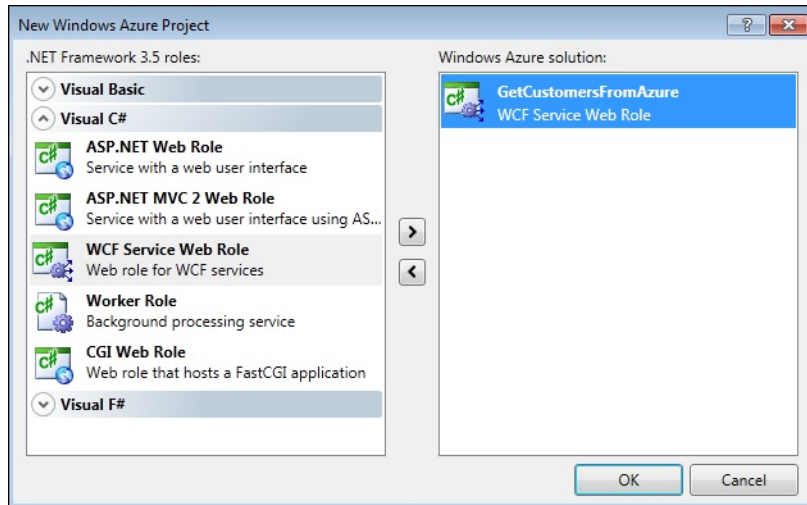 New Windows Azure Project
.NET Framework 3.5 roles:
Visual Basic
Visual C#
C#
ASP.NET Web Role
Service with a web user interface
C#
ASP.NET MVC 2 Web Role
Service with a web user interface using AS...
C#
WCF Service Web Role
Web role for WCF services
C#
Worker Role
Background processing service
C#
CGI Web Role
Web role that hosts a FastCGI application
Visual F#
Windows Azure solution:
C#
GetCustomersFromAzure
WCF Service Web Role
OK
Cancel